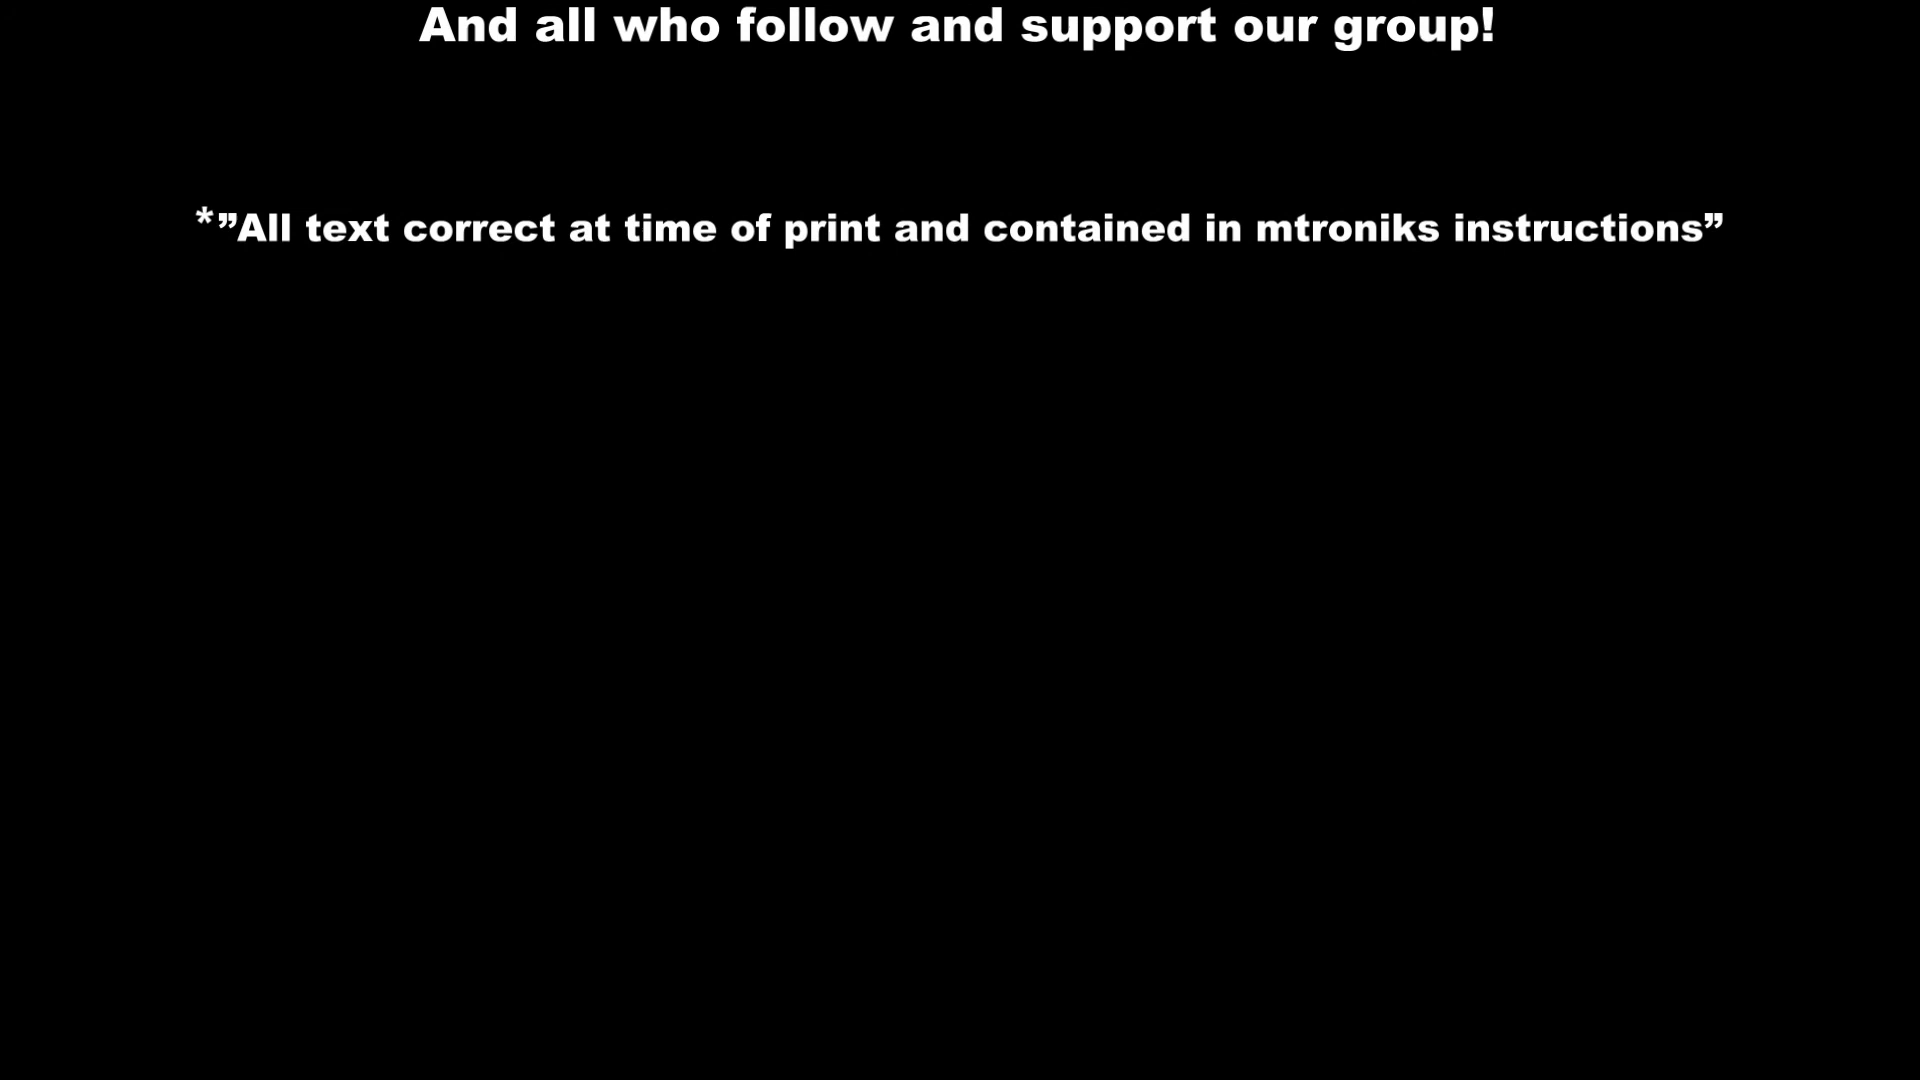 And all who follow and support our group!
*”All text correct at time of print and contained in mtroniks instructions”